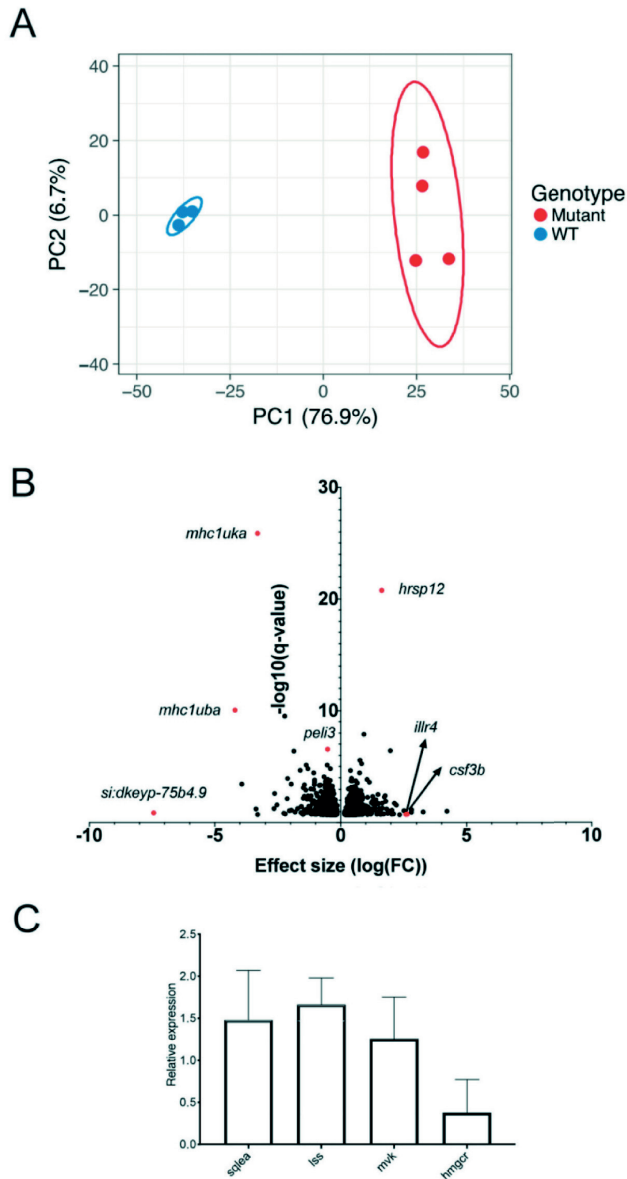 A
40
20
0
−20
−40
PC2 (6.7%)
−50
−25
0
25
50
PC1 (76.9%)
Genotype
Mutant
WT
B
30
20
10
-log10(q-value)
mhc1uka
hrsp12
mhc1uba
peli3
illr4
csf3b
si:dkeyp-75b4.9
-10
-5
0
5
10
Effect size (log(FC))
C
2.5
2.0
1.5
1.0
0.5
0.0
Relative expression
sqlea
lss
mvk
hmgcr